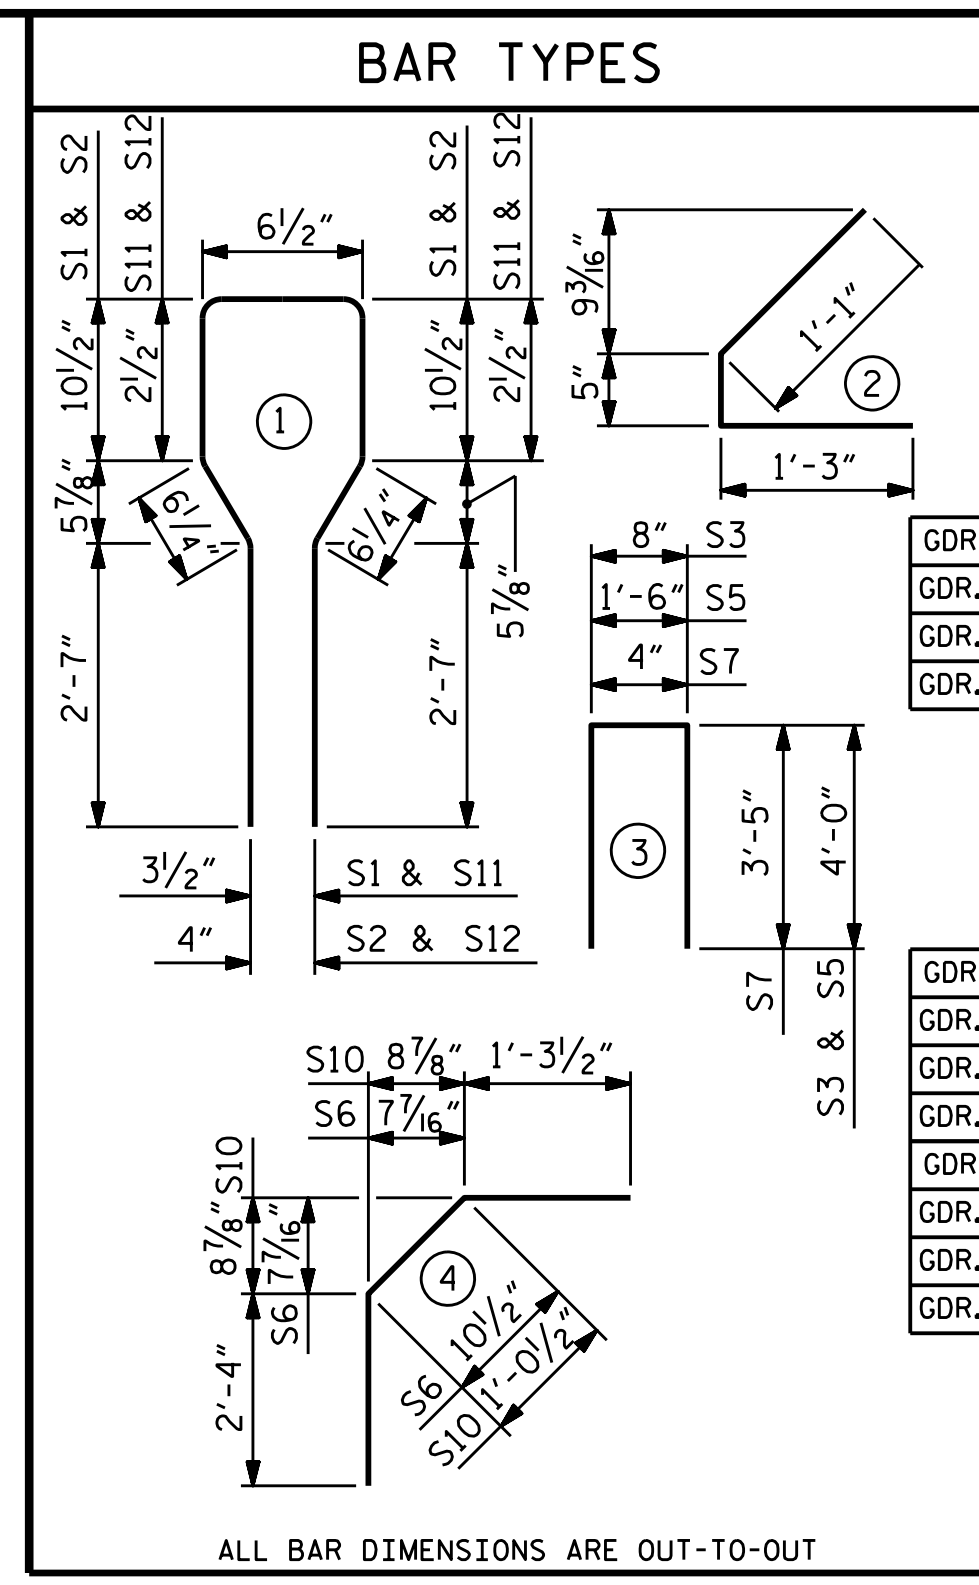 BAR TYPES
S1 & S2
S11 & S12
S1 & S2
S11 & S12
6½"
10½"
2½"
10½"
2½"
1
5⅞"
6¼"
6¼"
5⅞"
2'-7"
2'-7"
3½"
S1 & S11
4"
S2 & S12
9³⁄₁₆"
5"
1'-1"
2
1'-3"
8" S3
1'-6" S5
4" S7
3
3'-5"
4'-0"
S7
S3 & S5
GDR
GDR.
GDR.
GDR.
GDR
GDR.
GDR.
GDR.
GDR
GDR.
GDR.
GDR.
S10 8⅞" 1'-3½"
S6 7⁷⁄₁₆"
8⅞" S10
7⁷⁄₁₆"
S6
4
10½"
1'-0½"
S6
S10
2'-4"
ALL BAR DIMENSIONS ARE OUT-TO-OUT